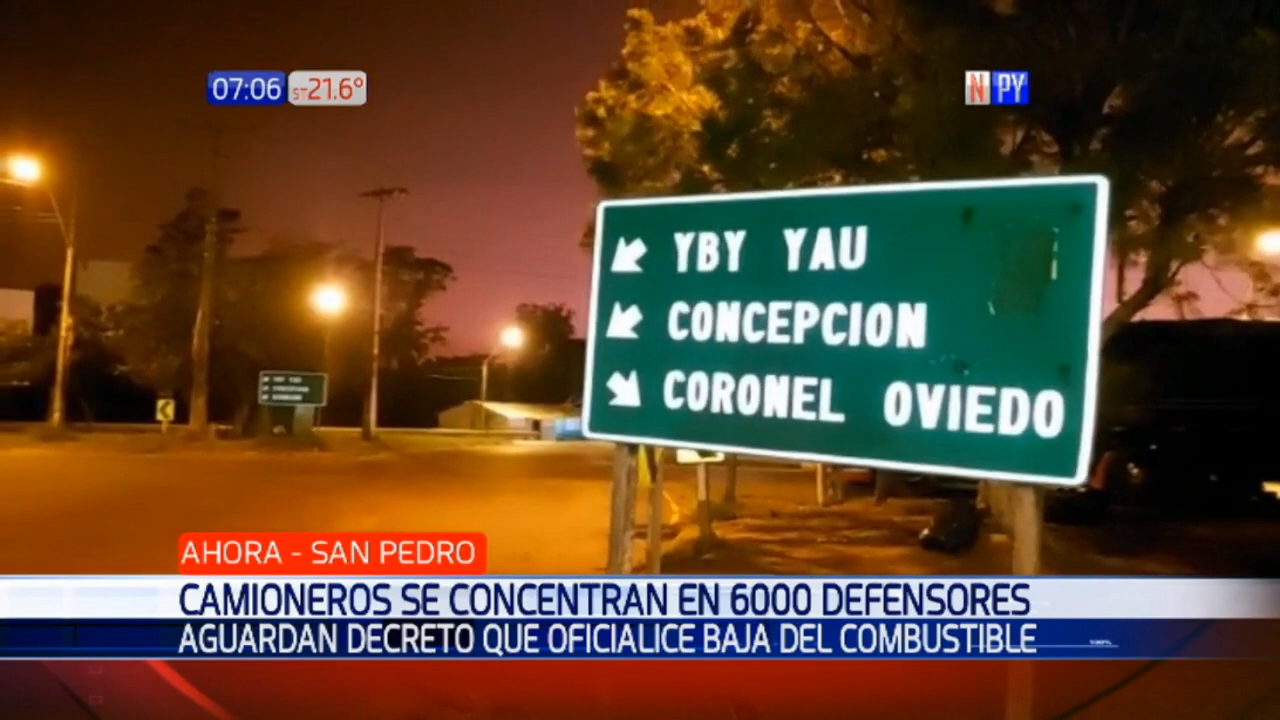 07:06 ST 21.6°
N PY
YBY YAU
CONCEPCION
CORONEL OVIEDO
AHORA - SAN PEDRO
CAMIONEROS SE CONCENTRAN EN 6000 DEFENSORES
AGUARDAN DECRETO QUE OFICIALICE BAJA DEL COMBUSTIBLE